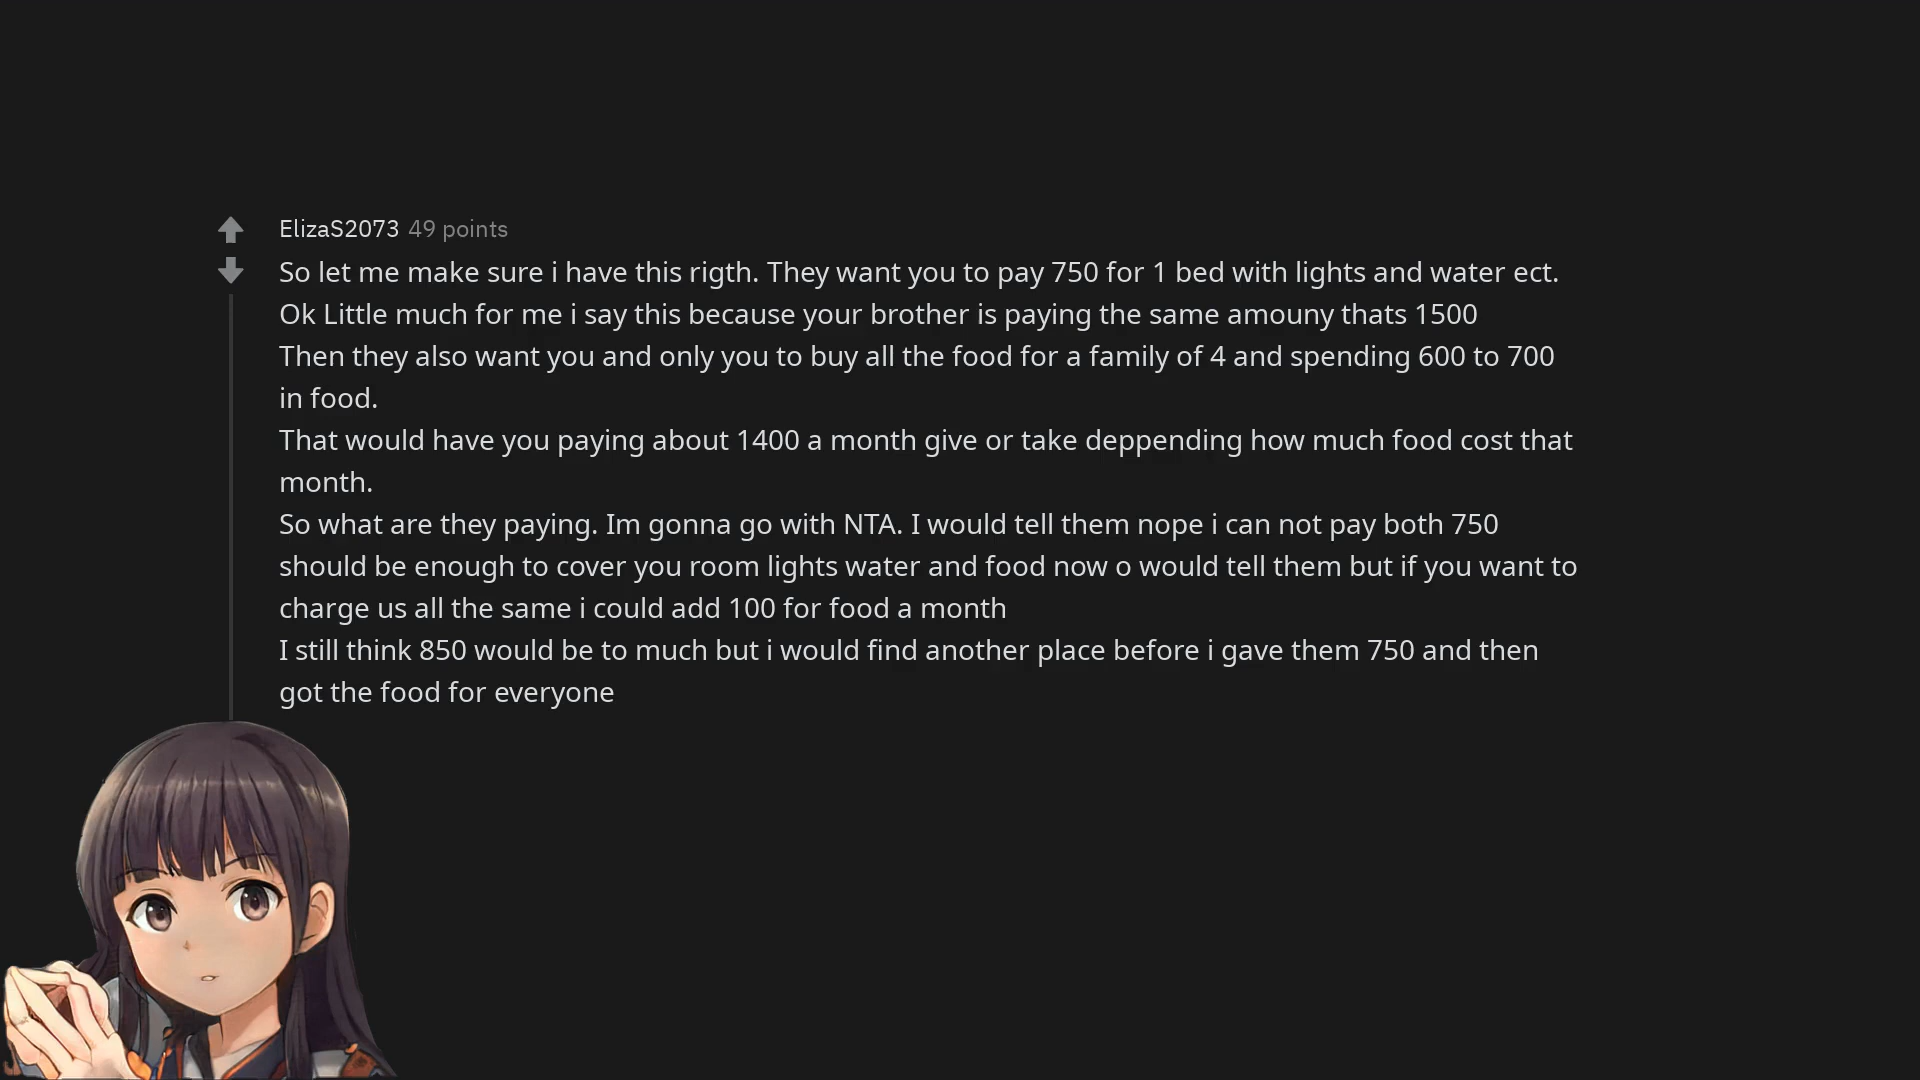 ElizaS2073 49 points
So let me make sure i have this rigth. They want you to pay 750 for 1 bed with lights and water ect.
Ok Little much for me i say this because your brother is paying the same amouny thats 1500
Then they also want you and only you to buy all the food for a family of 4 and spending 600 to 700
in food.
That would have you paying about 1400 a month give or take deppending how much food cost that
month.
So what are they paying. Im gonna go with NTA. I would tell them nope i can not pay both 750
should be enough to cover you room lights water and food now o would tell them but if you want to
charge us all the same i could add 100 for food a month
I still think 850 would be to much but i would find another place before i gave them 750 and then
got the food for everyone